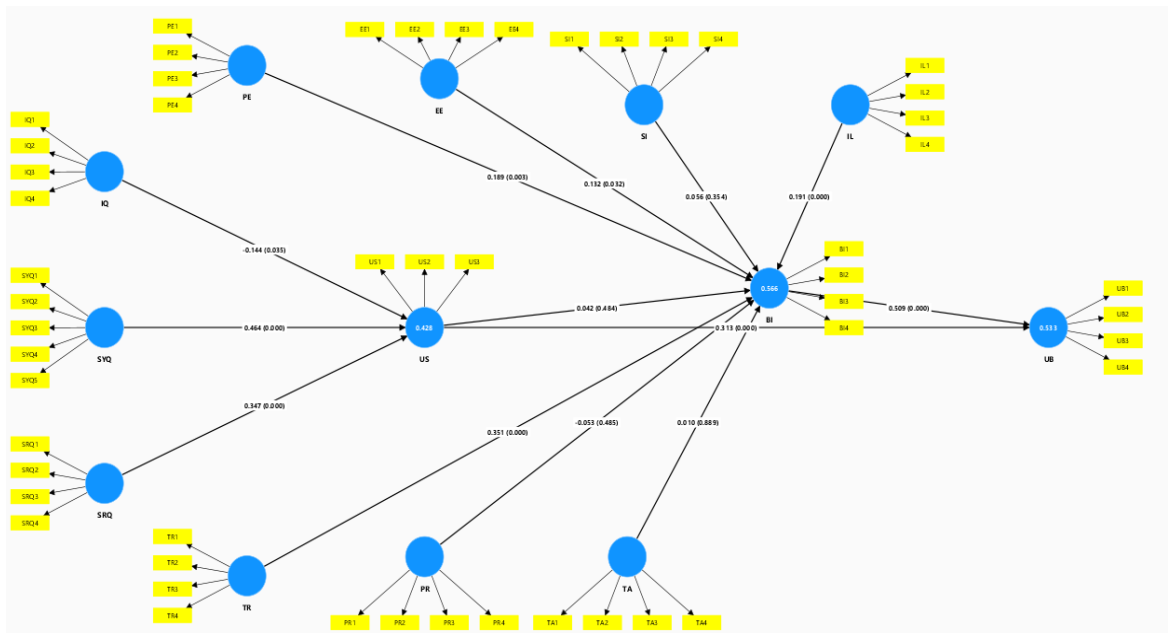 PE1
PE2
PE3
PE4
PE
EE1
EE2
EE3
EE4
EE
SI1
SI2
SI3
SI4
SI
IL1
IL2
IL3
IL4
IL
IQ1
IQ2
IQ3
IQ4
IQ
0.189 (0.003)
0.132 (0.032)
0.056 (0.354)
0.191 (0.000)
-0.144 (0.035)
SYQ1
SYQ2
SYQ3
SYQ4
SYQ5
SYQ
0.464 (0.000)
US1
US2
US3
0.428
US
0.042 (0.484)
0.566
BI
BI1
BI2
BI3
BI4
0.313 (0.000)
0.509 (0.000)
0.533
UB
UB1
UB2
UB3
UB4
0.347 (0.000)
0.351 (0.000)
-0.053 (0.485)
0.010 (0.889)
SRQ1
SRQ2
SRQ3
SRQ4
SRQ
TR1
TR2
TR3
TR4
TR
PR
PR1
PR2
PR3
PR4
TA
TA1
TA2
TA3
TA4